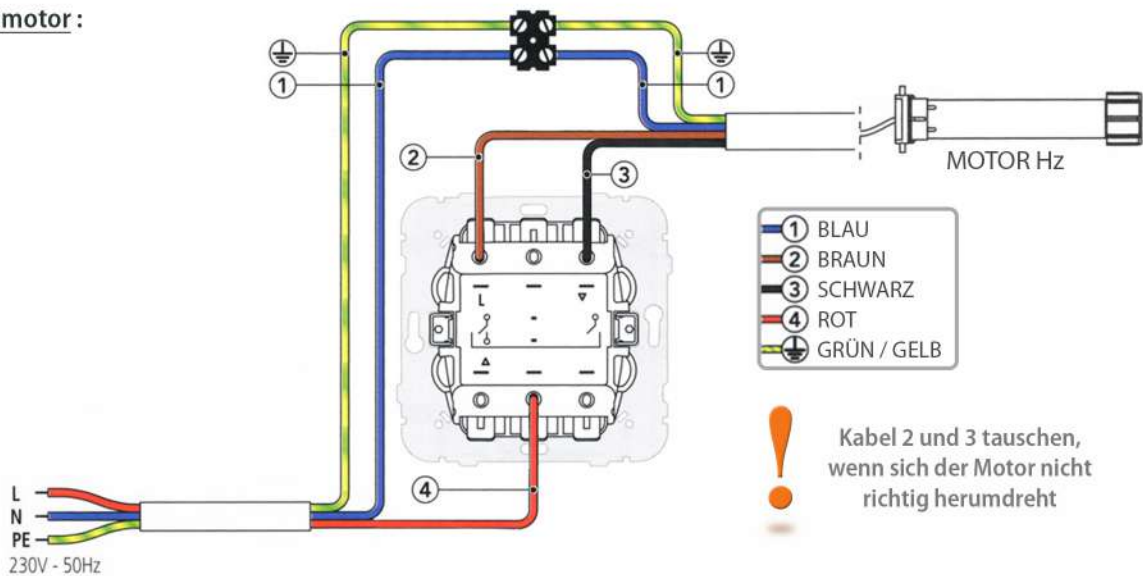 motor :
1
1
2
3
MOTOR Hz
1 BLAU
2 BRAUN
3 SCHWARZ
4 ROT
GRÜN / GELB
L
Kabel 2 und 3 tauschen,
wenn sich der Motor nicht
richtig herumdreht
4
L
N
PE
230V - 50Hz